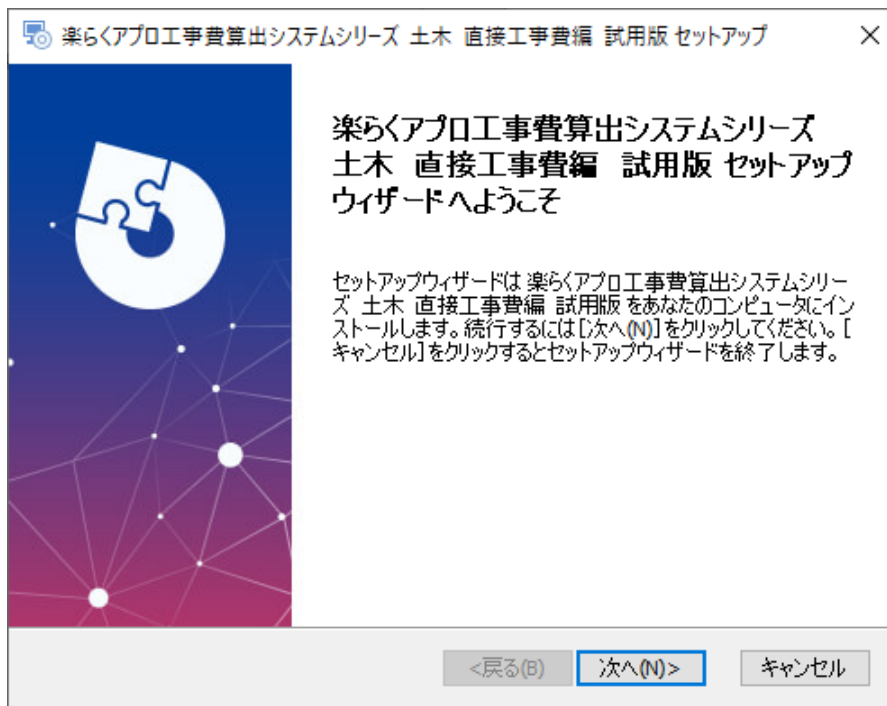 楽らくアプロ工事費算出システムシリーズ 土木 直接工事費編 試用版 セットアップ
楽らくアプロ工事費算出システムシリーズ
土木 直接工事費編 試用版 セットアップ
ウィザードへようこそ
セットアップウィザードは 楽らくアプロ工事費算出システムシリー
ズ 土木 直接工事費編 試用版 をあなたのコンピュータにイン
ストールします。続行するには[次へ(N)]をクリックしてください。[
キャンセル]をクリックするとセットアップウィザードを終了します。
<戻る(B)
次へ(N)>
キャンセル